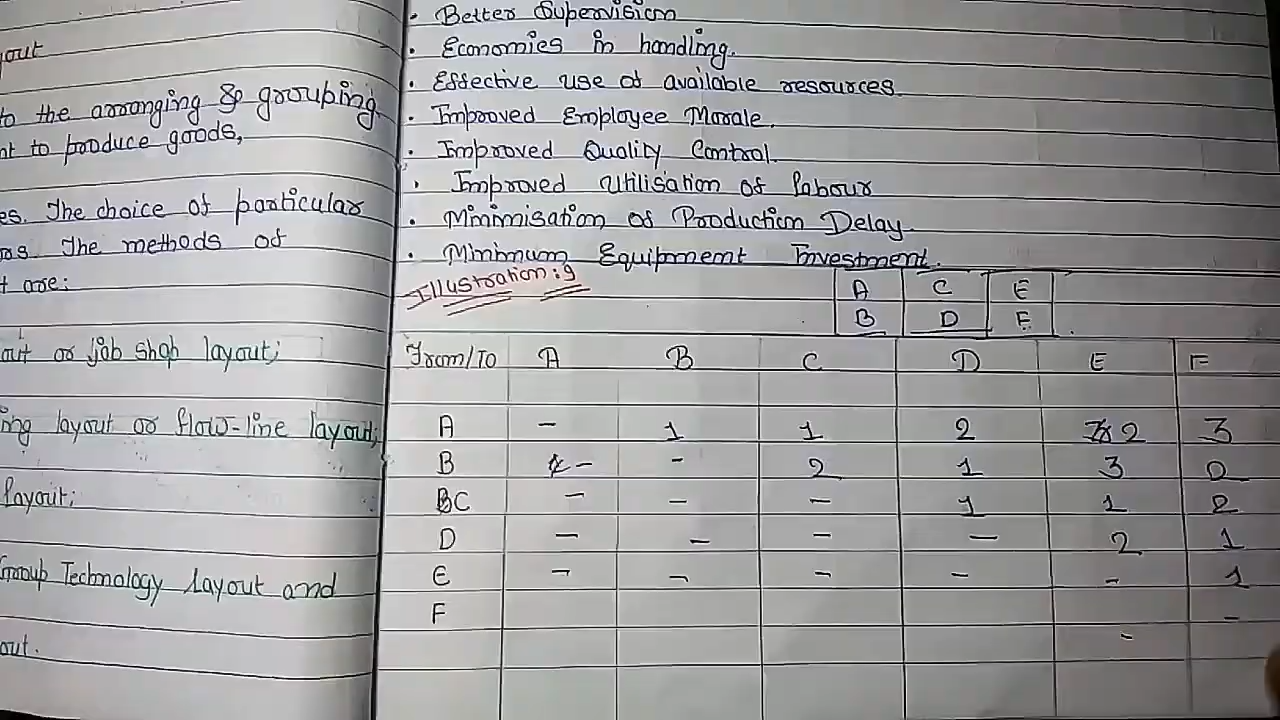 yout
to the arranging & grouping
nt to produce goods,
es. The choice of particular
ms. The methods of
t are:
out or job shop layout;
ing layout or flow-line layout;
layout;
Group Technology layout and
out.
• Better Supervision
• Economies in handling.
• Effective use of available resources.
• Improved Employee Morale.
• Improved Quality Control.
• Improved Utilisation of labour
• Minimisation of Production Delay
• Minimum Equipment Investment.
Illustration: 9
A C E
B D F
From/To A B C D E F
A - 1 1 2 2 3
B - - 2 1 3 0
C - - - 1 1 2
D - - - - 2 1
E - - - - - 1
F -
-